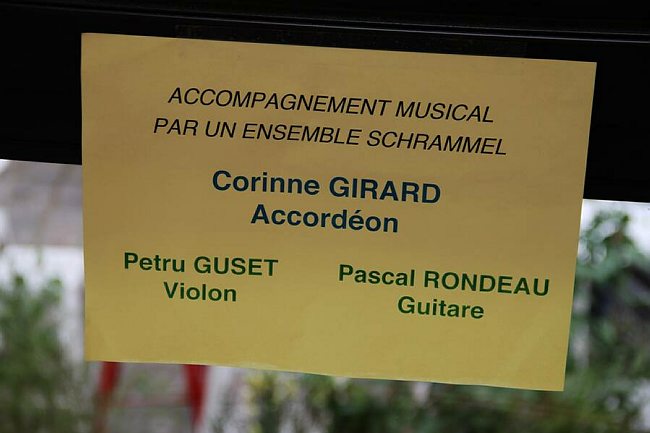 ACCOMPAGNEMENT MUSICAL
PAR UN ENSEMBLE SCHRAMMEL
Corinne GIRARD
Accordéon
Petru GUSET
Violon
Pascal RONDEAU
Guitare